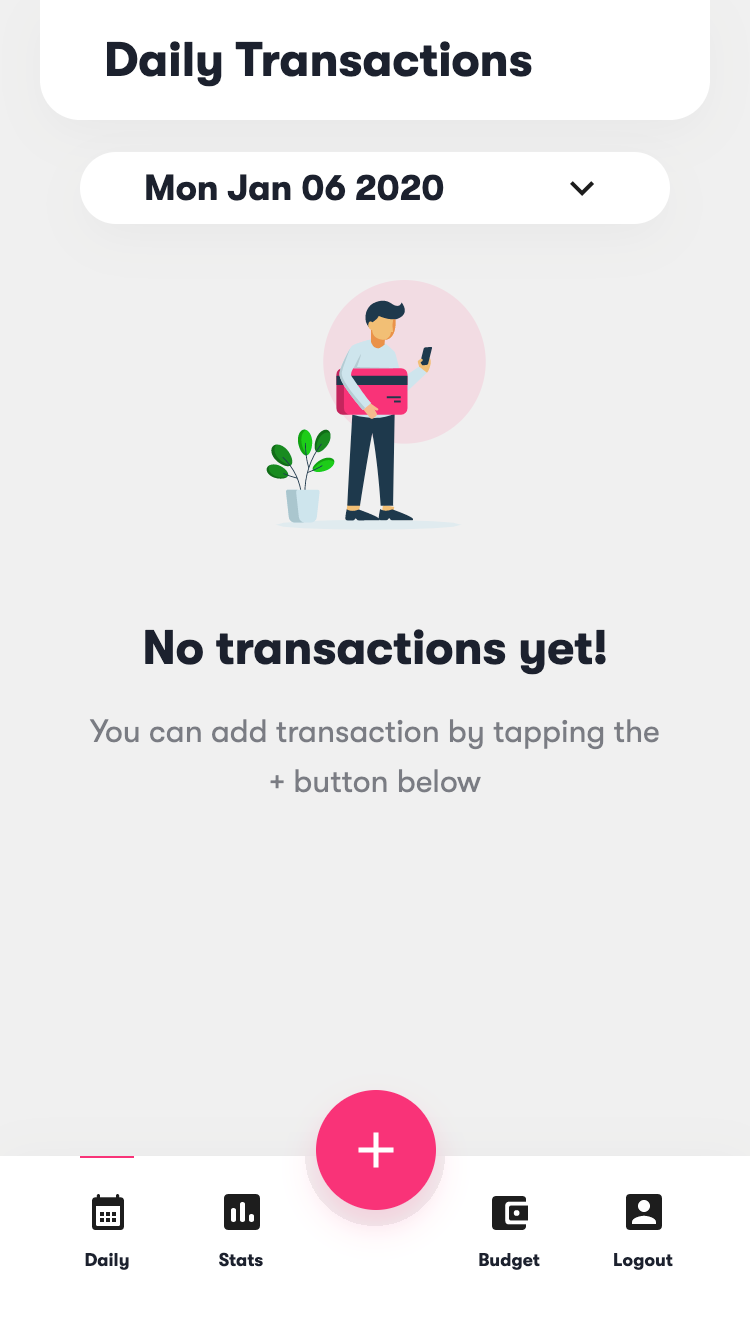 Daily Transactions
Mon Jan 06 2020
No transactions yet!
You can add transaction by tapping the
+ button below
Daily
Stats
Budget
Logout